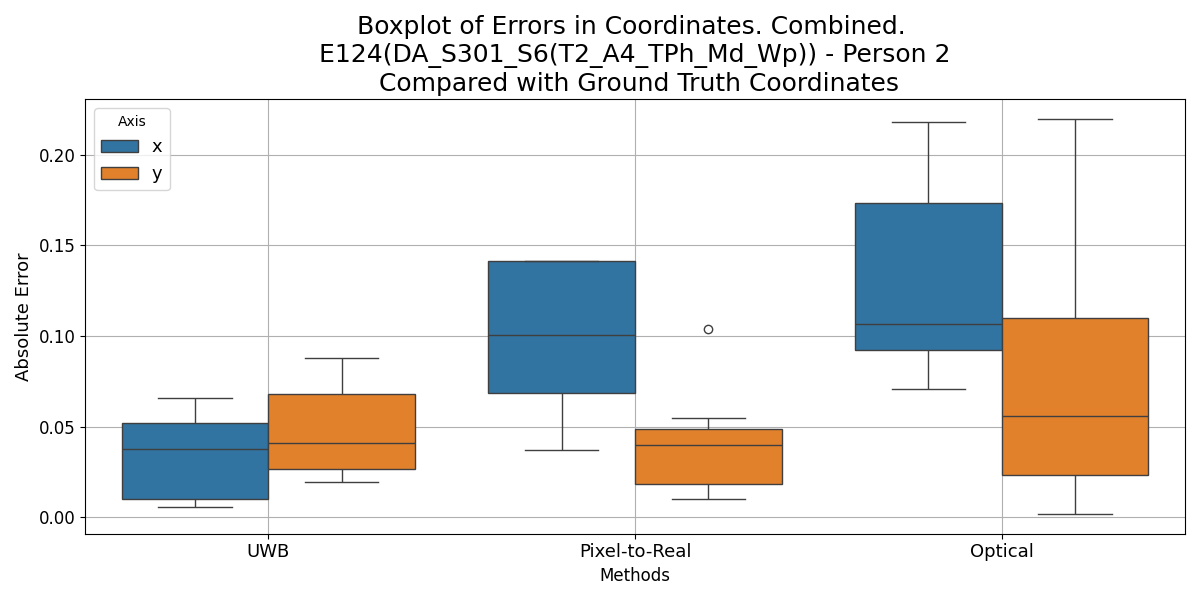 Boxplot of Errors in Coordinates. Combined.
E124(DA_S301_S6(T2_A4_TPh_Md_Wp)) - Person 2
Compared with Ground Truth Coordinates
Axis
x
y
0.20
0.15
0.10
0.05
0.00
Absolute Error
UWB
Pixel-to-Real
Optical
Methods